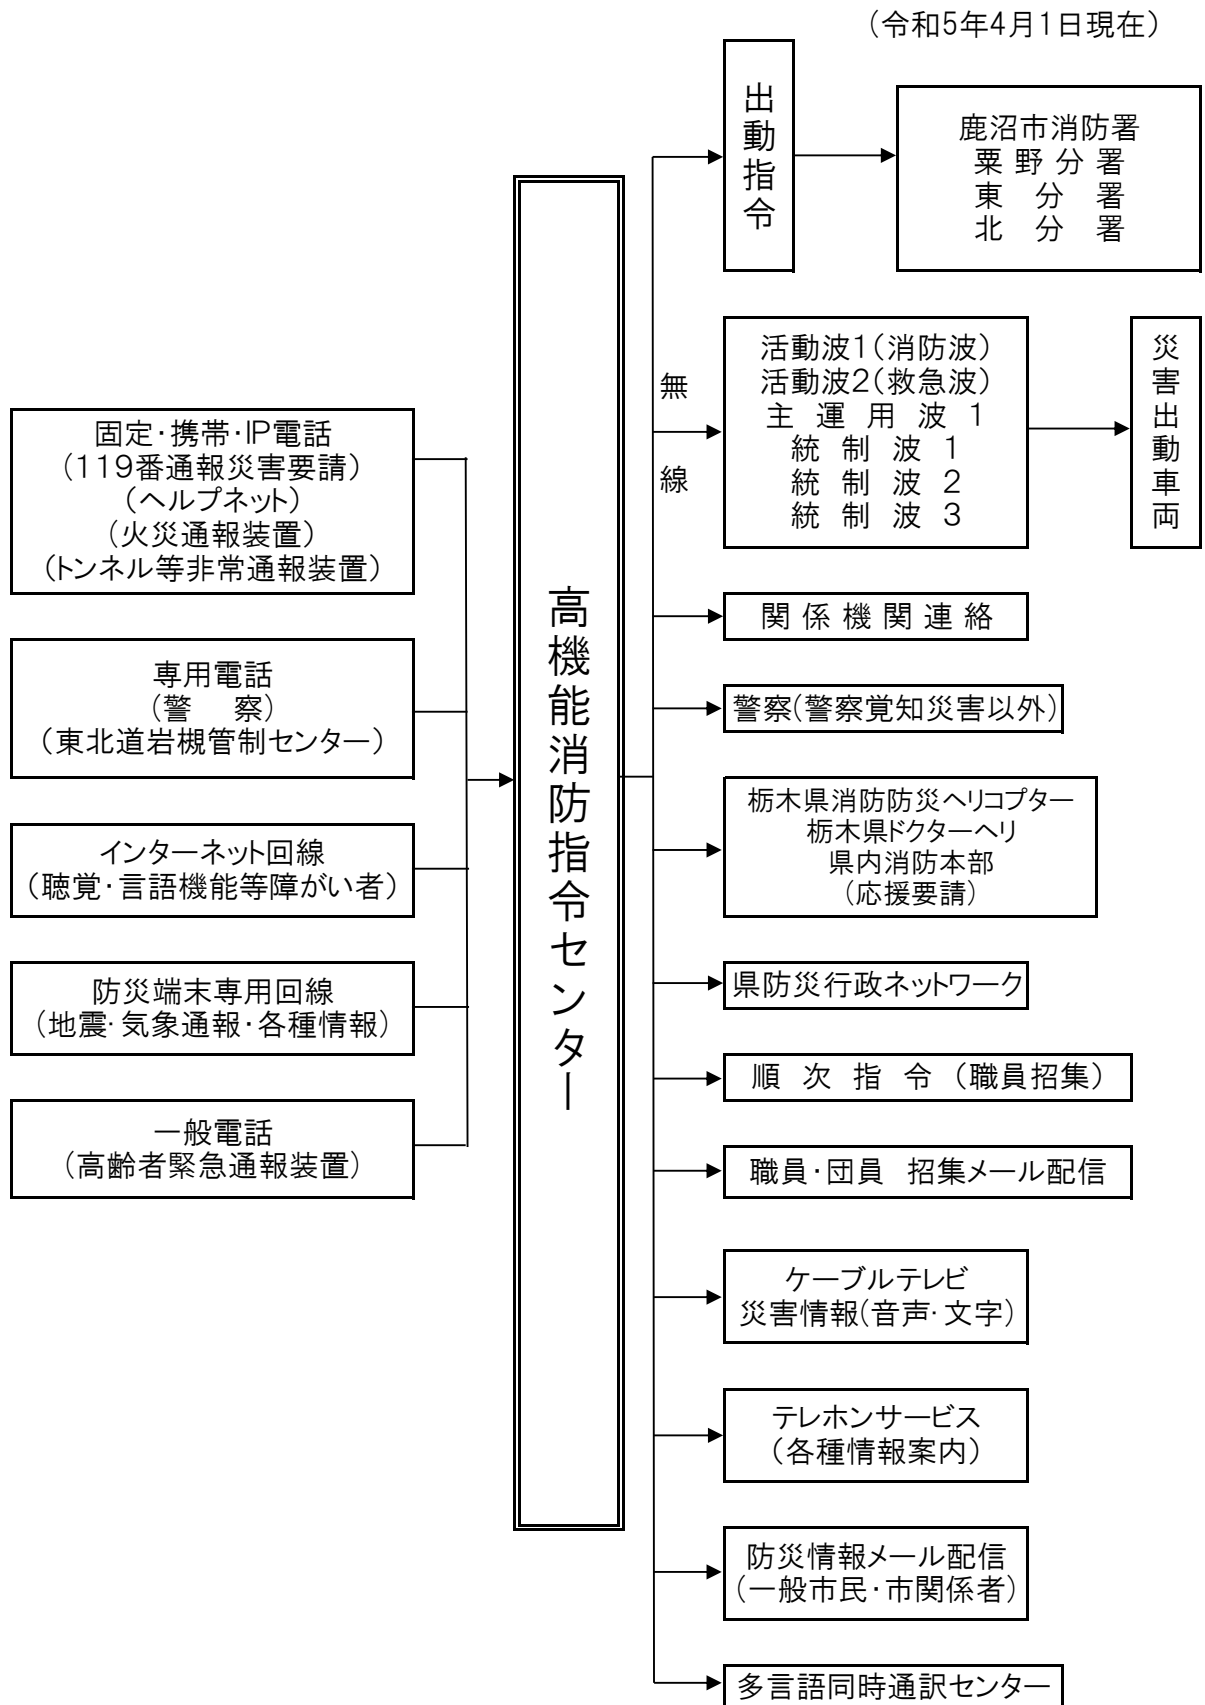 （令和5年4月1日現在）
固定・携帯・IP電話
（119番通報災害要請）
（ヘルプネット）
（火災通報装置）
（トンネル等非常通報装置）
専用電話
（警　察）
（東北道岩槻管制センター）
インターネット回線
（聴覚・言語機能等障がい者）
防災端末専用回線
（地震・気象通報・各種情報）
一般電話
（高齢者緊急通報装置）
高機能消防指令センター
出動指令
鹿沼市消防署
粟野分署
東　分　署
北　分　署
無線
活動波1（消防波）
活動波2（救急波）
主運用波1
統制波1
統制波2
統制波3
災害出動車両
関係機関連絡
警察(警察覚知災害以外)
栃木県消防防災ヘリコプター
栃木県ドクターヘリ
県内消防本部
（応援要請）
県防災行政ネットワーク
順次指令（職員招集）
職員・団員　招集メール配信
ケーブルテレビ
災害情報(音声・文字)
テレホンサービス
（各種情報案内）
防災情報メール配信
（一般市民・市関係者）
多言語同時通訳センター